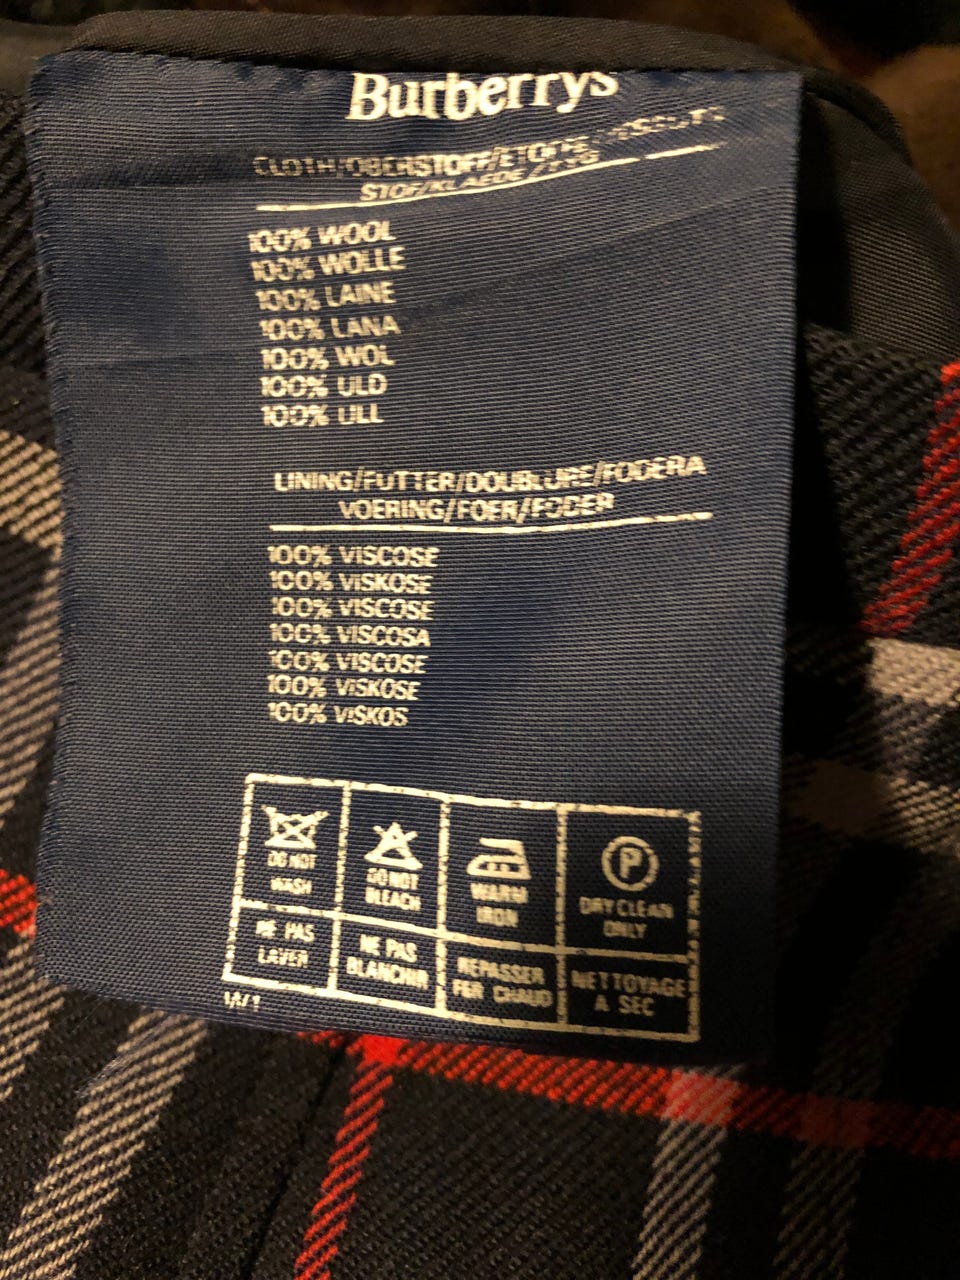 Burberrys
CLOTH/OBERSTOFF/ETOFFE/TESSUTO
STOF/KLAEDE/TYG
100% WOOL
100% WOLLE
100% LAINE
100% LANA
100% WOL
100% ULD
100% ULL
LINING/FUTTER/DOUBLURE/FODERA
VOERING/FOER/FODER
100% VISCOSE
100% VISKOSE
100% VISCOSE
100% VISCOSA
100% VISCOSE
100% VISKOSE
100% VISKOS
DO NOT WASH
DO NOT BLEACH
WARM IRON
P
DRY CLEAN ONLY
NE PAS LAVER
NE PAS BLANCHIR
REPASSER FER CHAUD
NETTOYAGE A SEC